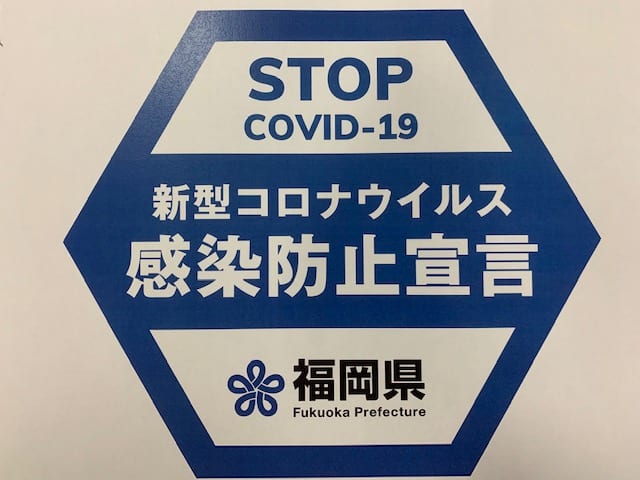 STOP
COVID-19
新型コロナウイルス
感染防止宣言
福岡県
Fukuoka Prefecture